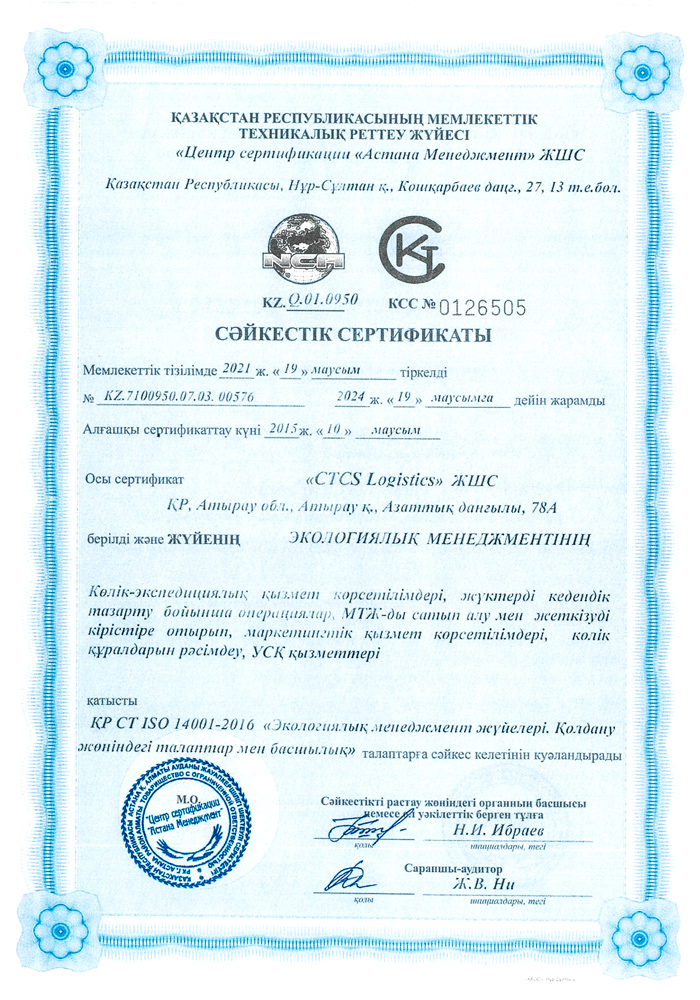 ҚАЗАҚСТАН РЕСПУБЛИКАСЫНЫҢ МЕМЛЕКЕТТІК
ТЕХНИКАЛЫҚ РЕТТЕУ ЖҮЙЕСІ
«Центр сертификации «Астана Менеджмент» ЖШС
Қазақстан Республикасы, Нұр-Сұлтан қ., Кошқарбаев даңг., 27, 13 т.е.бөл.
NCA
КТ
KZ. Q.01.0950 КСС № 0126505
СӘЙКЕСТІК СЕРТИФИКАТЫ
Мемлекеттік тізілімде 2021 ж. « 19 » маусым тіркелді
№ KZ.7100950.07.03. 00576 2024 ж. « 19 » маусымға дейін жарамды
Алғашқы сертификаттау күні 2015 ж. « 10 » маусым
Осы сертификат «CTCS Logistics» ЖШС
ҚР, Атырау обл., Атырау қ., Азаттық данғылы, 78А
берілді және ЖҮЙЕНІҢ ЭКОЛОГИЯЛЫҚ МЕНЕДЖМЕНТІНІҢ
Көлік-экспедициялық қызмет көрсетілімдері, жүктерді кедендік
тазарту бойынша операциялар, МТЖ-ды сатып алу мен жеткізуді
кірістіре отырып, маркетингтік қызмет көрсетілімдері, көлік
құралдарын рәсімдеу, УСҚ қызметтері
қатысты
ҚР СТ ISO 14001-2016 «Экологиялық менеджмент жүйелері. Қолдану
жөніндегі талаптар мен басшылық» талаптарға сәйкес келетінін куәландырады
М.О.
"Центр сертификации
"Астана Менеджмент"
Сәйкестікті растау жөніндегі органның басшысы
немесе ол уәкілеттік берген тұлға
Н.И. Ибраев
қолы инициалдары, тегі
Сарапшы-аудитор
Ж.В. Ни
қолы инициалдары, тегі